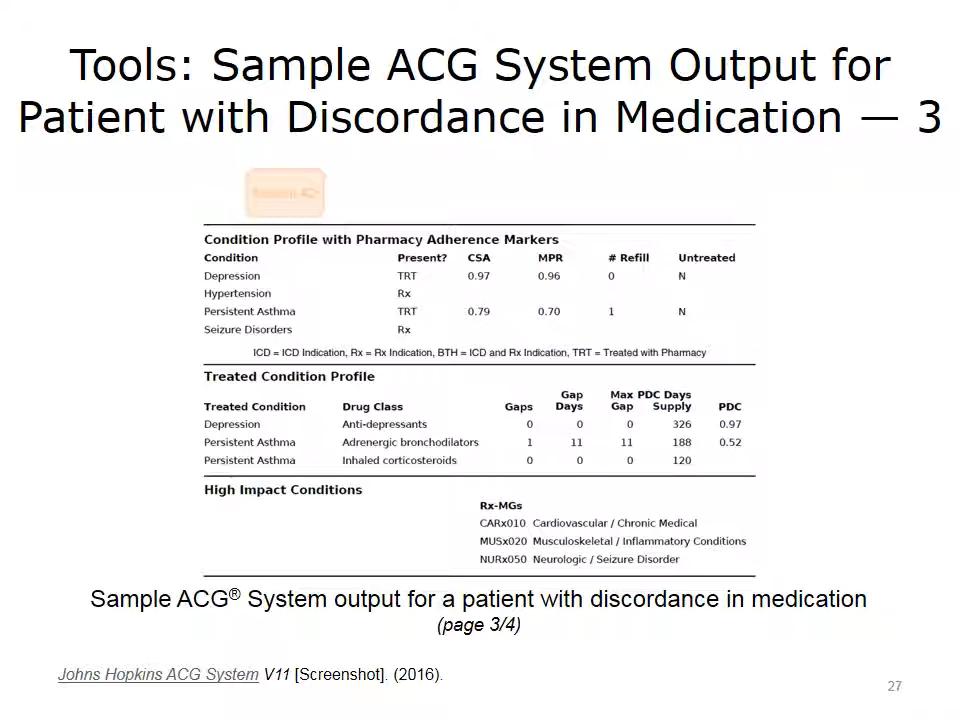 Tools: Sample ACG System Output for
Patient with Discordance in Medication — 3
Condition Profile with Pharmacy Adherence Markers
Condition Present? CSA MPR # Refill Untreated
Depression TRT 0.97 0.96 0 N
Hypertension Rx
Persistent Asthma TRT 0.79 0.70 1 N
Seizure Disorders Rx
ICD = ICD Indication, Rx = Rx Indication, BTH = ICD and Rx Indication, TRT = Treated with Pharmacy
Treated Condition Profile
Gap Max PDC Days
Treated Condition Drug Class Gaps Days Gap Supply PDC
Depression Anti-depressants 0 0 0 326 0.97
Persistent Asthma Adrenergic bronchodilators 1 11 11 188 0.52
Persistent Asthma Inhaled corticosteroids 0 0 0 120
High Impact Conditions
Rx-MGs
CARx010 Cardiovascular / Chronic Medical
MUSx020 Musculoskeletal / Inflammatory Conditions
NURx050 Neurologic / Seizure Disorder
Sample ACG® System output for a patient with discordance in medication
(page 3/4)
Johns Hopkins ACG System V11 [Screenshot]. (2016).
27